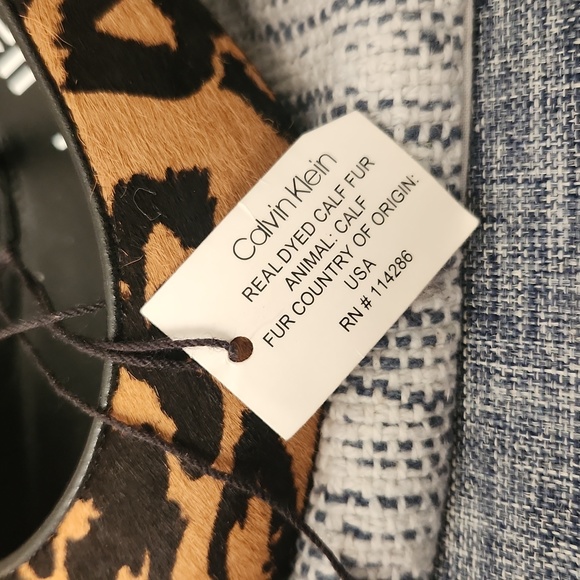 Calvin Klein
REAL DYED CALF FUR
ANIMAL: CALF
FUR COUNTRY OF ORIGIN:
USA
RN # 114286